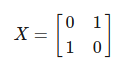 X = [0 1
1 0]